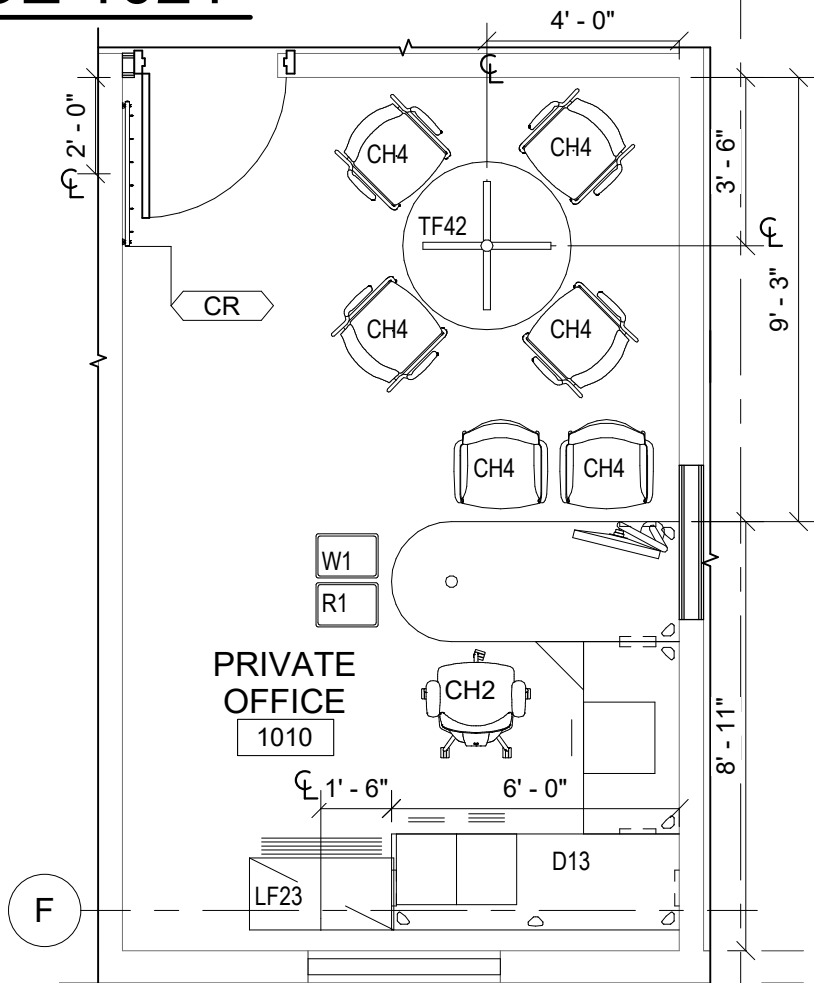 4' - 0"
℄
2' - 0"
℄
CH4
CH4
3' - 6"
TF42
℄
CR
9' - 3"
CH4
CH4
CH4
CH4
W1
R1
PRIVATE
OFFICE
1010
CH2
8' - 11"
℄
1' - 6"
6' - 0"
D13
LF23
F